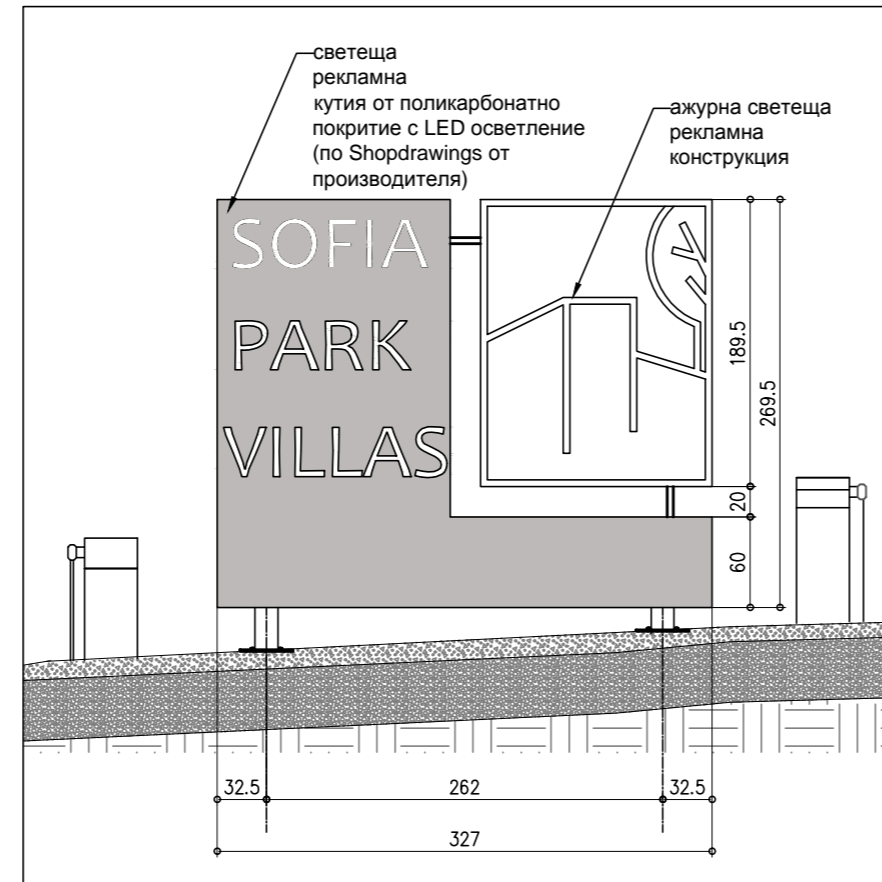 светеща
рекламна
кутия от поликарбонатно
покритие с LED осветление
(по Shopdrawings от
производителя)
ажурна светеща
рекламна
конструкция
SOFIA
PARK
VILLAS
189.5
269.5
20
60
32.5
262
32.5
327